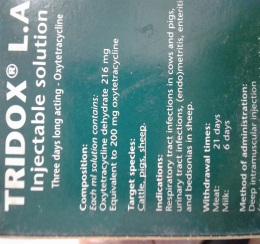 TRIDOX® L.A
Injectable solution
Three days long acting - Oxytetracycline
Composition:
Each ml solution contains:
Oxytetracycline dehydrate 216 mg
Equivalent to 200 mg oxytetracycline
Target species:
Cattle, pigs, sheep.
Indications:
Respiratory tract infections in cows and pigs,
urinary tract infections, (endo)metritis, enteriti
and bedsonias in sheep.
Withdrawal times:
Meat: 21 days
Milk: 6 days
Method of administration:
Deep intramuscular injection